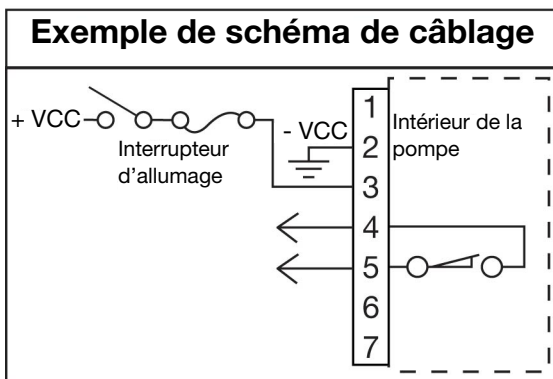 Exemple de schéma de câblage
+ VCC
Interrupteur
d'allumage
- VCC
1
2
3
4
5
6
7
Intérieur de la
pompe